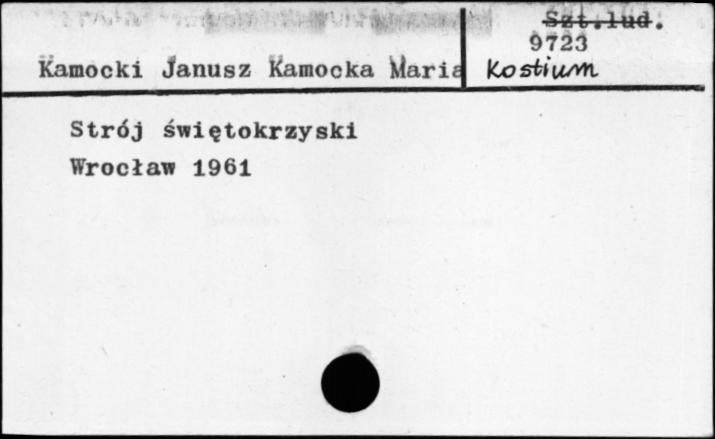 Szt.lud.
9723
Kamocki Janusz Kamocka Maria Kostium
Strój świętokrzyski
Wrocław 1961